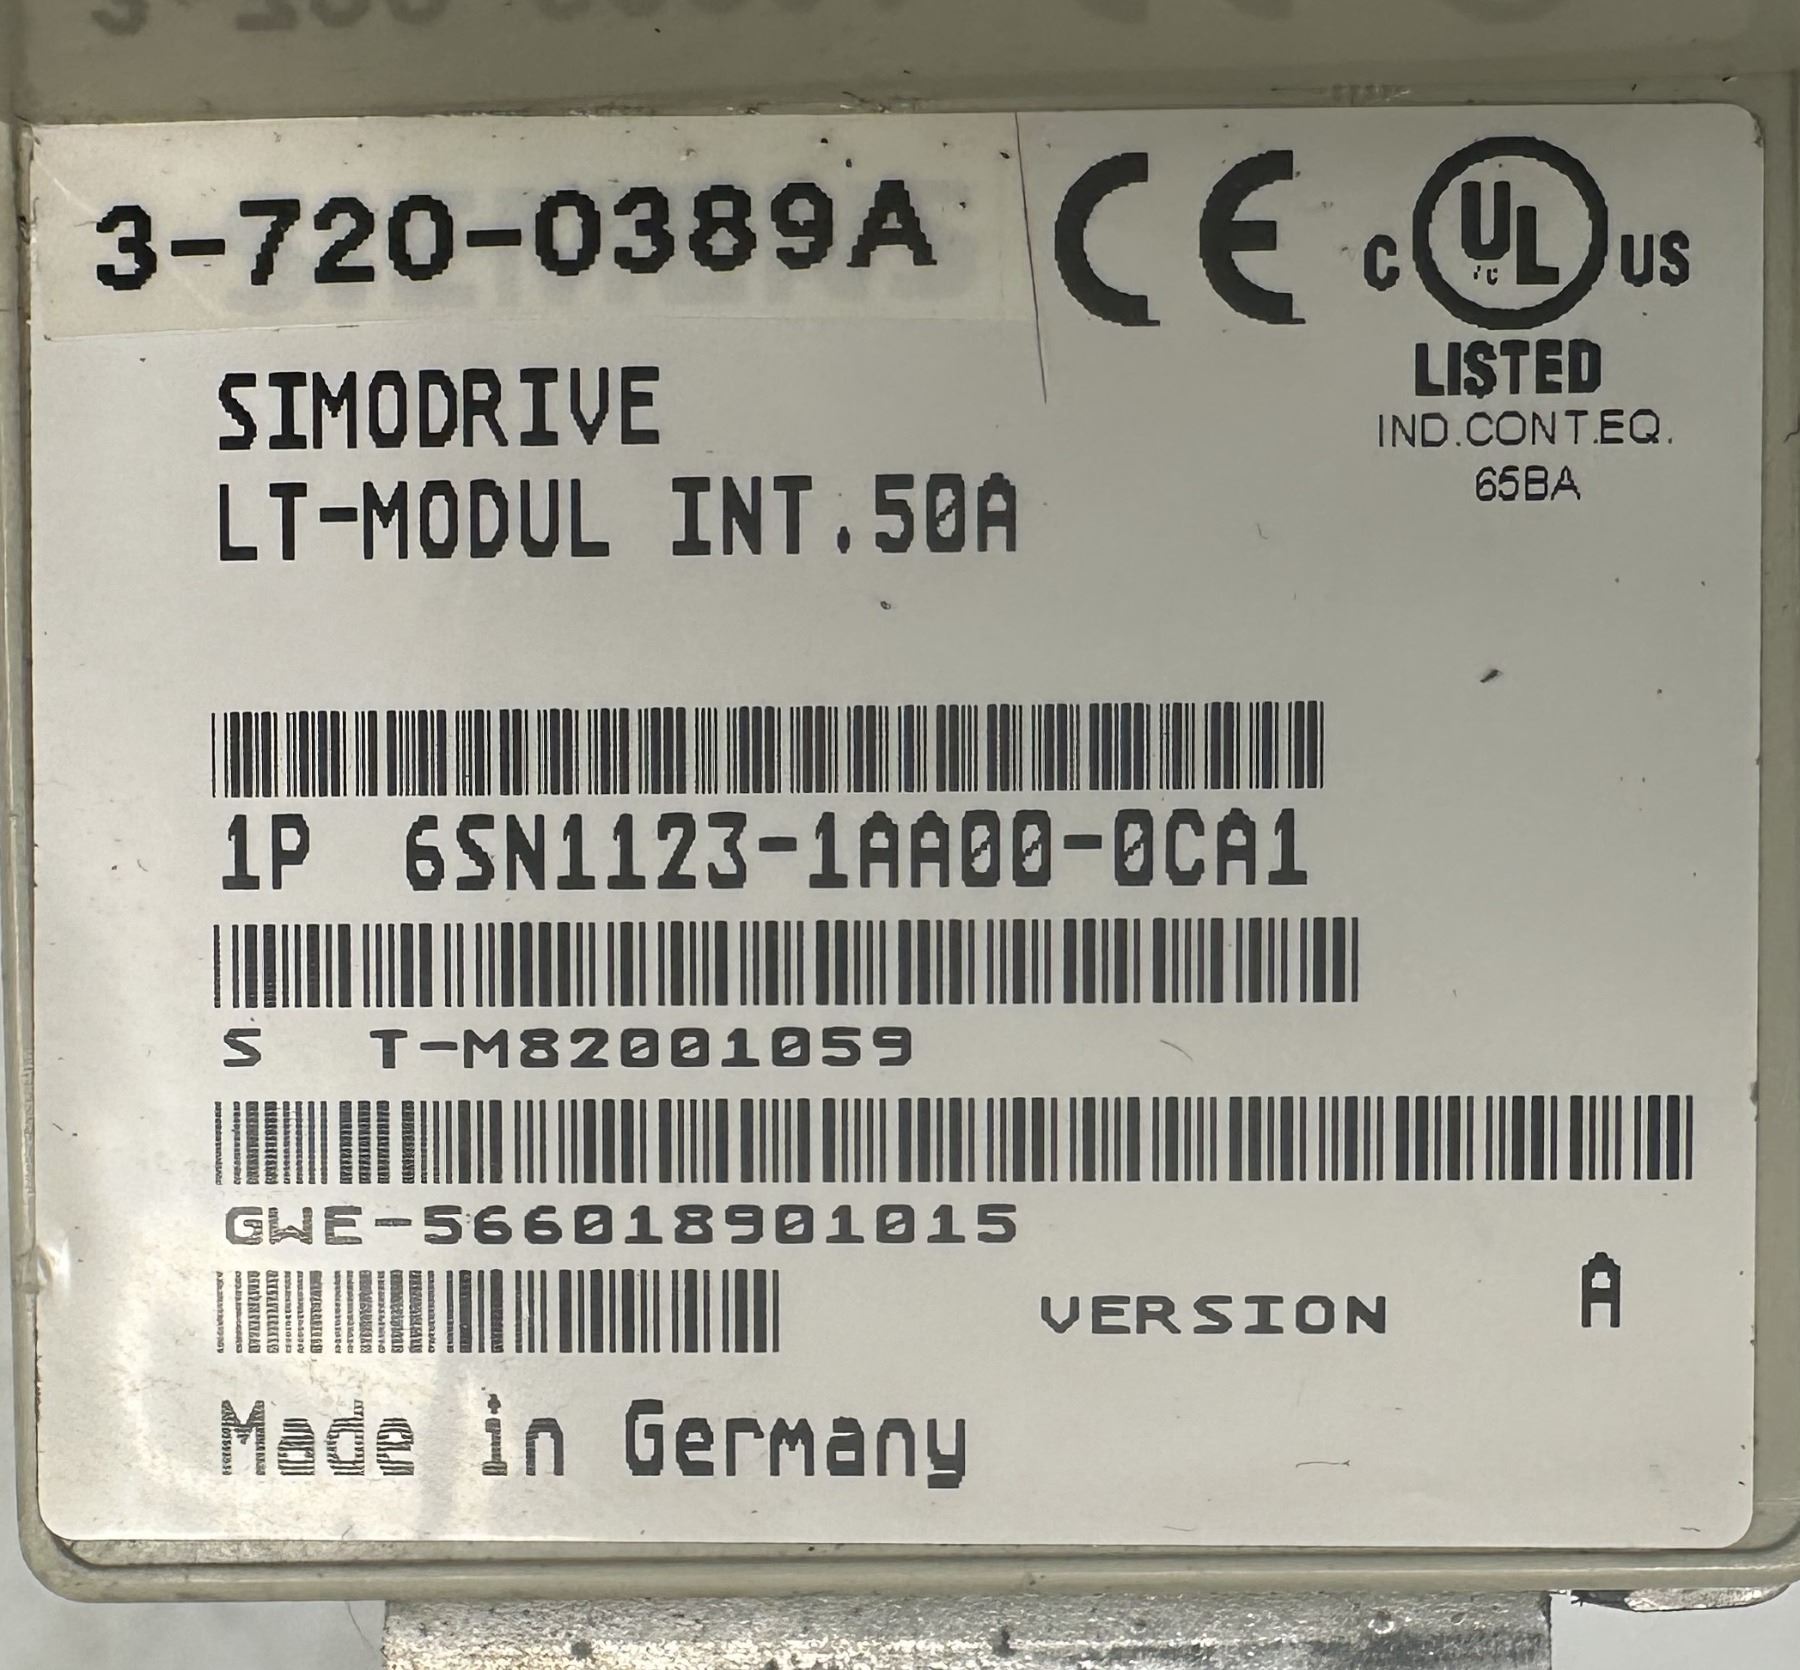 3-720-0389A
CE
C UL US
LISTED
IND.CONT.EQ.
65BA
SIMODRIVE
LT-MODUL INT.50A
1P 6SN1123-1AA00-0CA1
S T-M82001059
GWE-566018901015
VERSION A
Made in Germany